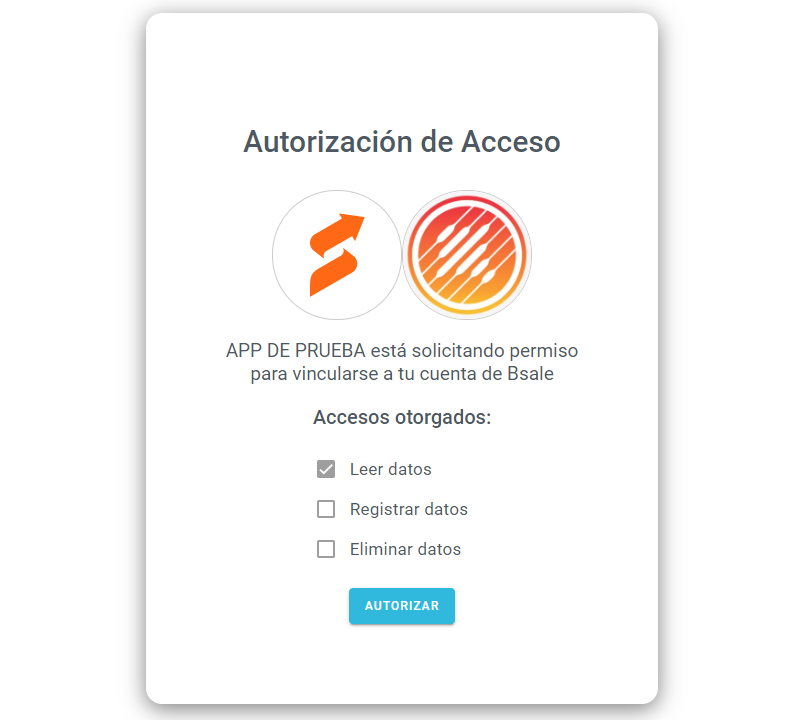 Autorización de Acceso
APP DE PRUEBA está solicitando permiso
para vincularse a tu cuenta de Bsale
Accesos otorgados:
Leer datos
Registrar datos
Eliminar datos
AUTORIZAR